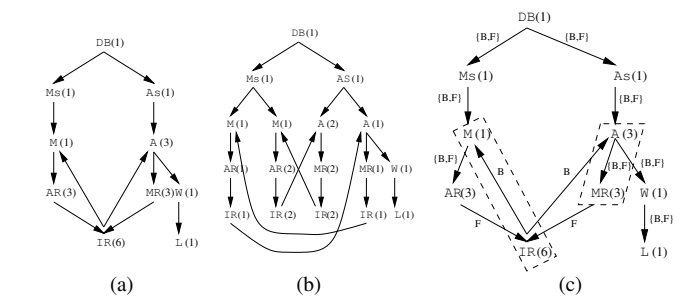 DB(1)
Ms(1) As(1)
M(1) A(3)
AR(3) MR(3) W(1)
IR(6) L(1)
(a)
DB(1)
Ms(1) AS(1)
M(1) M(1) A(2) A(1)
AR(1) AR(2) MR(2) MR(1) W(1)
IR(1) IR(2) IR(2) IR(1) L(1)
(b)
DB(1)
{B,F} {B,F}
Ms(1) As(1)
{B,F} {B,F}
M(1) A(3)
{B,F} B B {B,F} {B,F}
AR(3) MR(3) W(1)
F F {B,F}
IR(6) L(1)
(c)